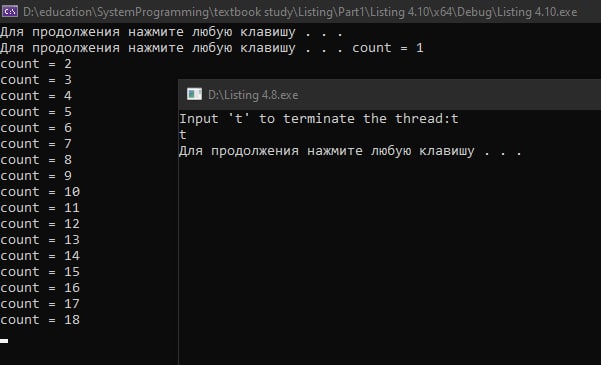 D:\education\SystemProgramming\textbook study\Listing\Part1\Listing 4.10\x64\Debug\Listing 4.10.exe
Для продолжения нажмите любую клавишу . . .
Для продолжения нажмите любую клавишу . . . count = 1
count = 2
count = 3
count = 4
count = 5
count = 6
count = 7
count = 8
count = 9
count = 10
count = 11
count = 12
count = 13
count = 14
count = 15
count = 16
count = 17
count = 18
D:\Listing 4.8.exe
Input 't' to terminate the thread:t
t
Для продолжения нажмите любую клавишу . . .